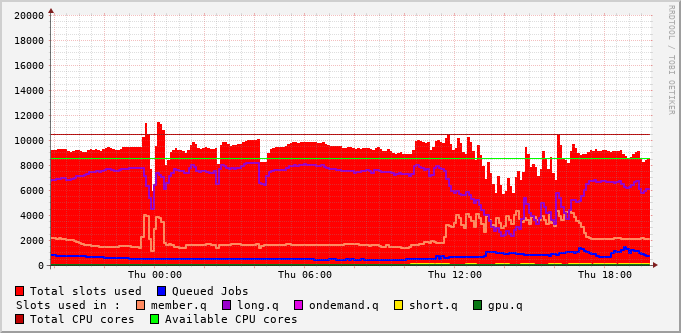 20000
18000
16000
14000
12000
10000
8000
6000
4000
2000
0
Thu 00:00 Thu 06:00 Thu 12:00 Thu 18:00
RRDTOOL / TOBI OETIKER
Total slots used Queued Jobs
Slots used in : member.q long.q ondemand.q short.q gpu.q
Total CPU cores Available CPU cores